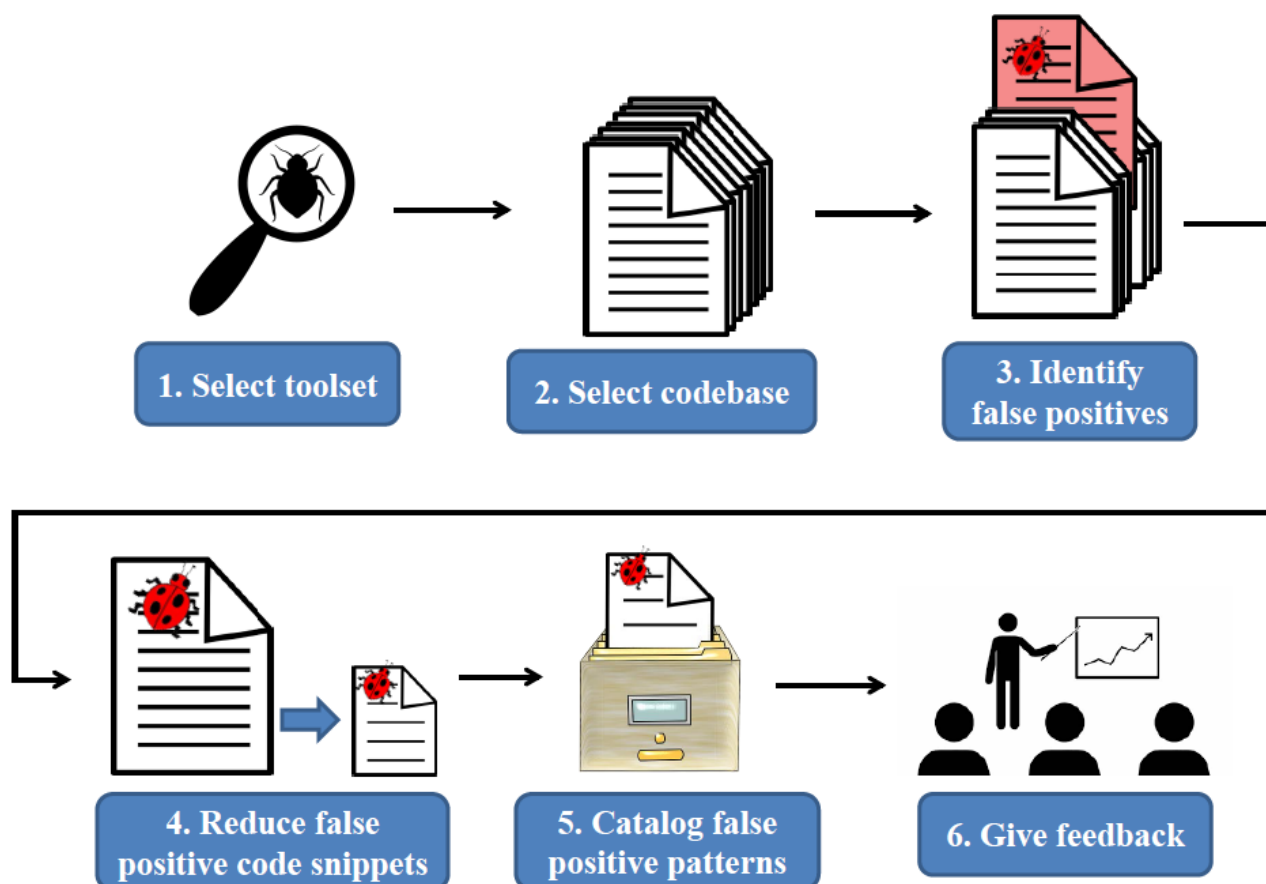 1. Select toolset
2. Select codebase
3. Identify
false positives
4. Reduce false
positive code snippets
5. Catalog false
positive patterns
6. Give feedback